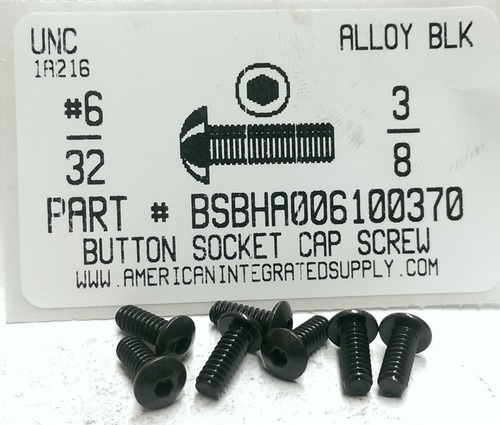 UNC ALLOY BLK
1A216
#6 3
32 8
PART # BSBHA006100370
BUTTON SOCKET CAP SCREW
WWW.AMERICANINTEGRATEDSUPPLY.COM